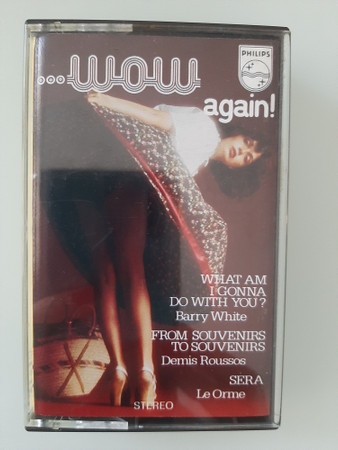 ...WOW
PHILIPS
again!
WHAT AM
I GONNA
DO WITH YOU?
Barry White
FROM SOUVENIRS
TO SOUVENIRS
Demis Roussos
SERA
Le Orme
STEREO